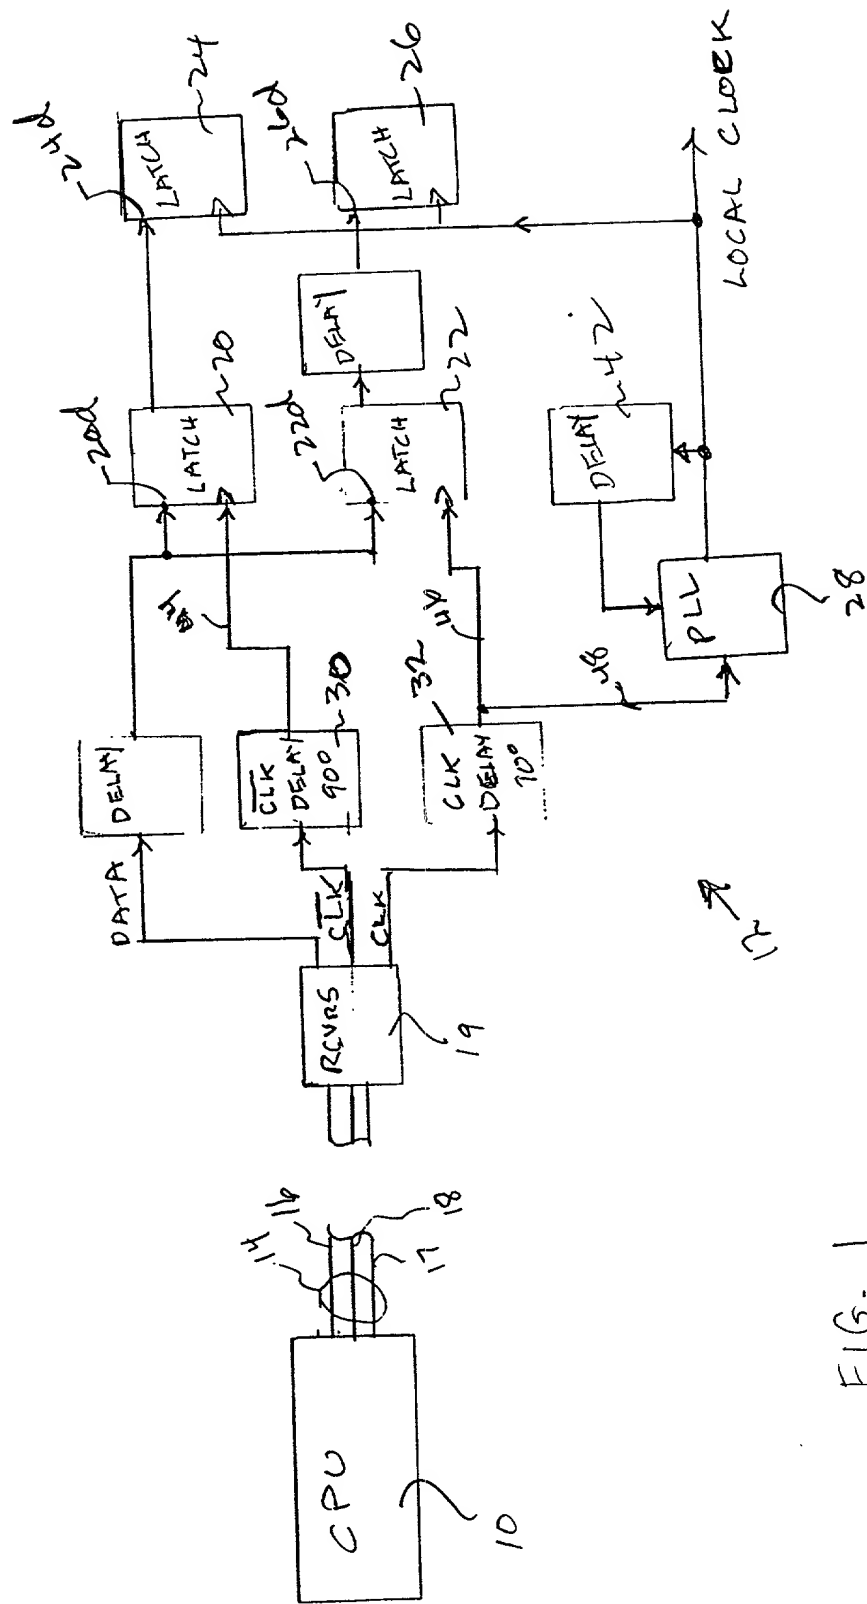 CPU
10
14
16
18
17
RCVRS
19
DATA
CLK
CLK
DELAY
CLK
DELAY
90°
30
CLK
DELAY
32
48
20d
LATCH
20
22d
LATCH
22
DELAY
24d
LATCH
24
26d
LATCH
26
PLL
28
DELAY
42
LOCAL CLOCK
12
FIG. 1